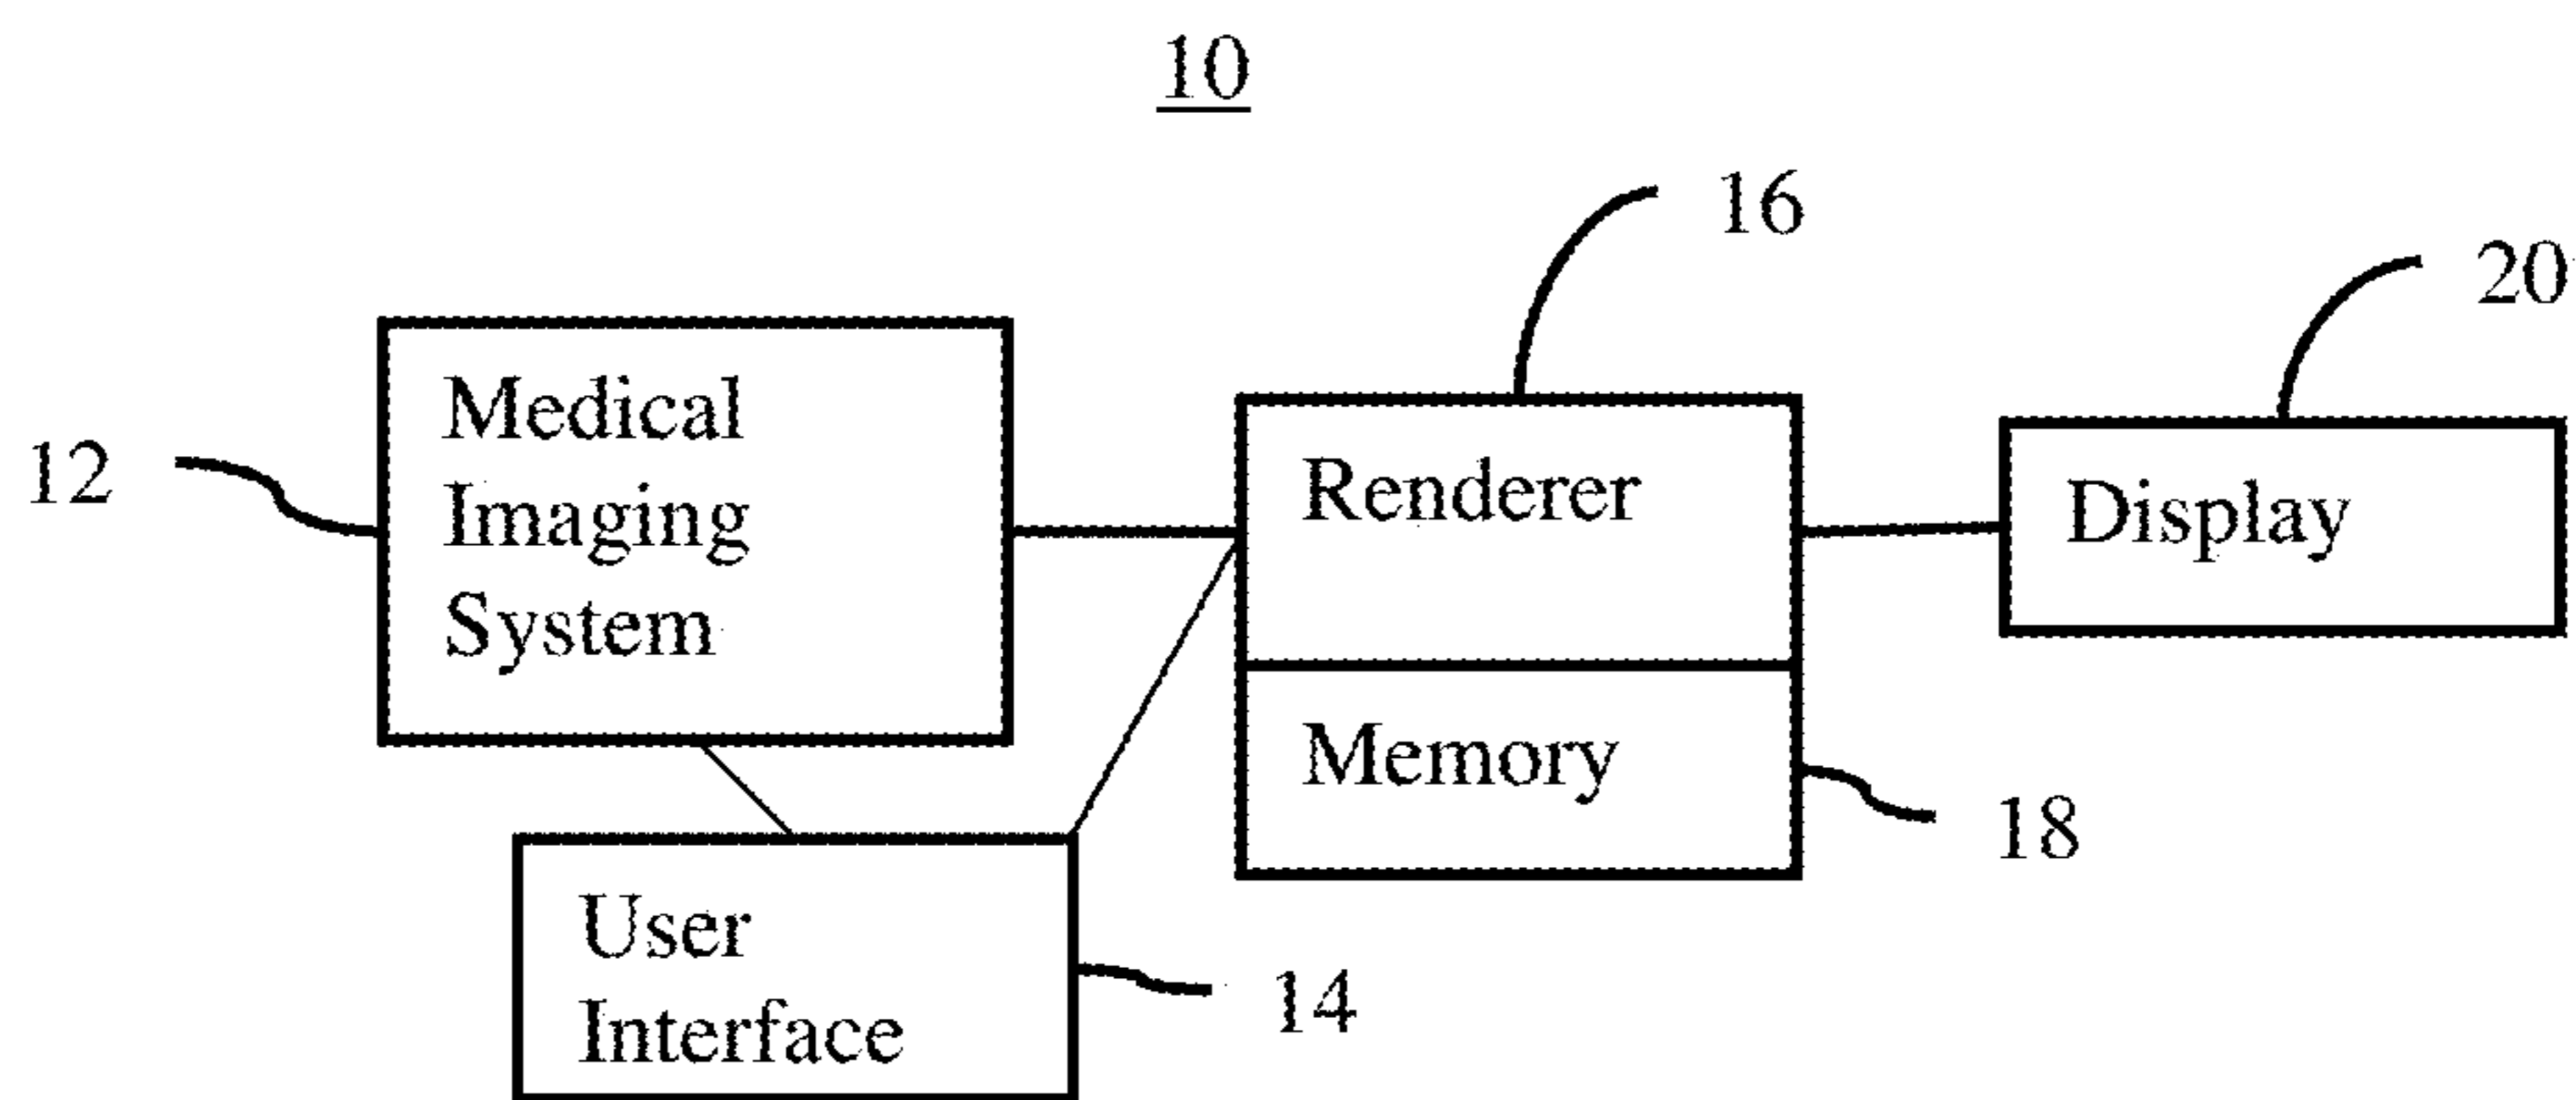 10
16
20
12
Medical
Imaging
System
Renderer
Display
Memory
18
User
Interface
14